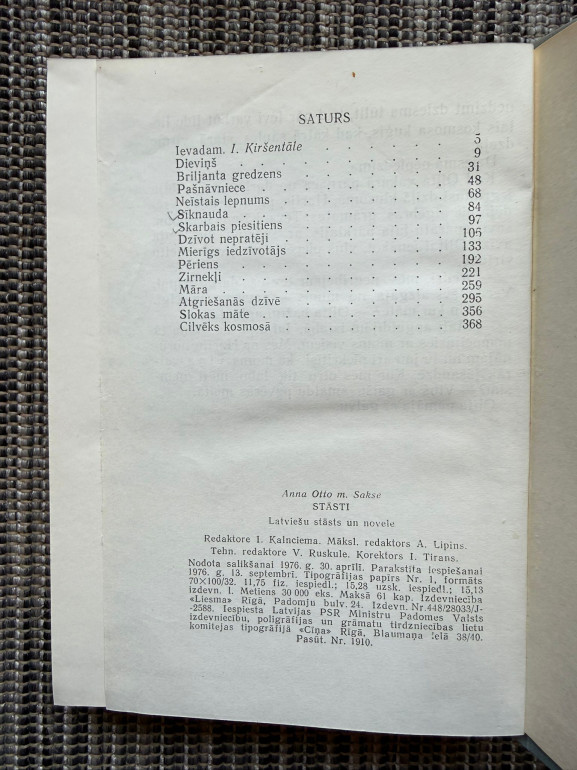 SATURS
Ievadam. I. Kiršentāle . . . . . . . 5
Dieviņš . . . . . . . . 9
Briljanta gredzens . . . . . . . 31
Pašnāvniece . . . . . . . 48
Neīstais lepnums . . . . . . . 68
Sīknauda . . . . . . . 84
Skarbais piesitiens . . . . . . 97
Dzīvot nepratēji . . . . . . 105
Mierīgs iedzīvotājs . . . . . . 133
Pēriens . . . . . . . . 192
Zirnekļi . . . . . . . . 221
Māra . . . . . . . . 259
Atgriešanās dzīvē . . . . . . 295
Slokas māte . . . . . . . 356
Cilvēks kosmosā . . . . . . 368
Anna Otto m. Sakse
STĀSTI
Latviešu stāsts un novele
Redaktore I. Kalnciema. Māksl. redaktors A. Lipins.
Tehn. redaktore V. Ruskule. Korektors I. Tirans.
Nodota salikšanai 1976. g. 30. aprīlī. Parakstīta iespiešanai
1976. g. 13. septembrī. Tipogrāfijas papīrs Nr. 1, formāts
70×100/32. 11,75 fiz. iespiedl.; 15,28 uzsk. iespiedl.; 15,13
izdevn. l. Metiens 30 000 eks. Maksā 61 kap. Izdevniecība
«Liesma» Rīgā, Padomju bulv. 24. Izdevn. Nr.448/28033/J-
-2588. Iespiesta Latvijas PSR Ministru Padomes Valsts
izdevniecību, poligrāfijas un grāmatu tirdzniecības lietu
komitejas tipogrāfijā «Cīņa» Rīgā, Blaumaņa ielā 38/40.
Pasūt. Nr. 1910.